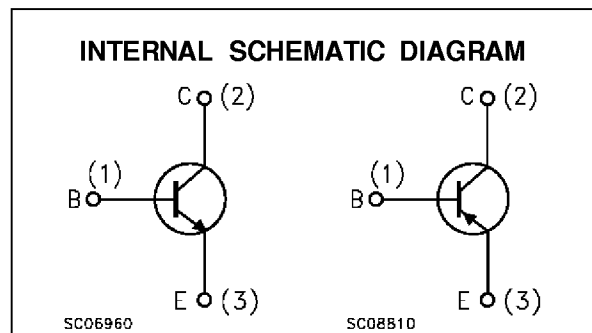 INTERNAL SCHEMATIC DIAGRAM
C (2) C (2)
(1) (1)
B B
E (3) E (3)
SC06960 SC08810